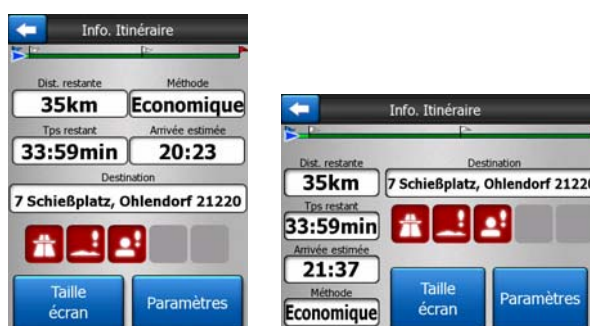 Info. Itinéraire
Dist. restante Méthode
35km Economique
Tps restant Arrivée estimée
33:59min 20:23
Destination
7 Schießplatz, Ohlendorf 21220
Taille écran
Paramètres
Info. Itinéraire
Dist. restante Destination
35km 7 Schießplatz, Ohlendorf 21220
Tps restant
33:59min
Arrivée estimée
21:37
Méthode
Economique
Taille écran
Paramètres